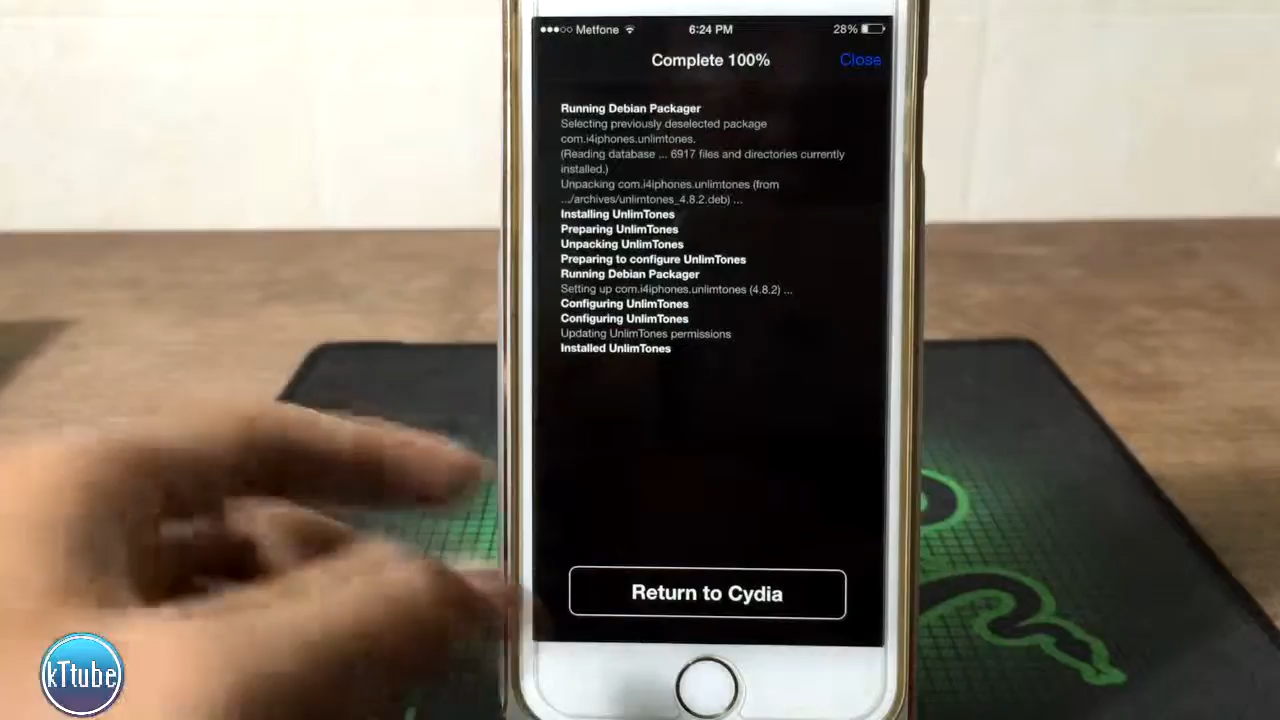 Metfone 6:24 PM 28%
Complete 100% Close
Running Debian Packager
Selecting previously deselected package
com.i4iphones.unlimtones.
(Reading database ... 6917 files and directories currently
installed.)
Unpacking com.i4iphones.unlimtones (from
.../archives/unlimtones_4.8.2.deb) ...
Installing UnlimTones
Preparing UnlimTones
Unpacking UnlimTones
Preparing to configure UnlimTones
Running Debian Packager
Setting up com.i4iphones.unlimtones (4.8.2) ...
Configuring UnlimTones
Configuring UnlimTones
Updating UnlimTones permissions
Installed UnlimTones
Return to Cydia
kTtube